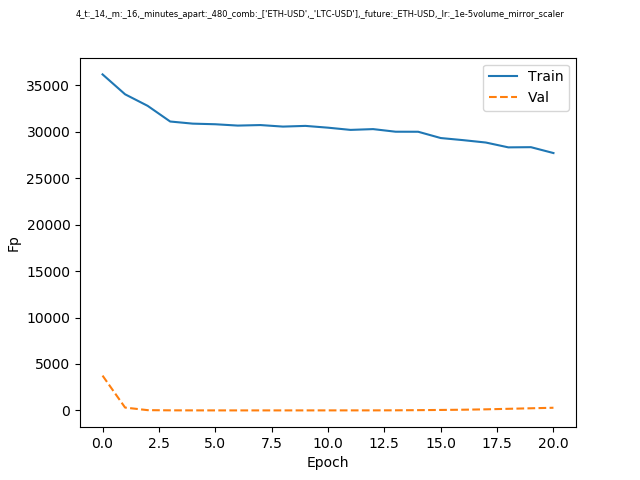 4_t:_14,_m:_16,_minutes_apart:_480_comb:_['ETH-USD',_'LTC-USD'],_future:_ETH-USD,_lr:_1e-5volume_mirror_scaler
Train
Val
35000
30000
25000
20000
15000
10000
5000
0
Fp
0.0 2.5 5.0 7.5 10.0 12.5 15.0 17.5 20.0
Epoch